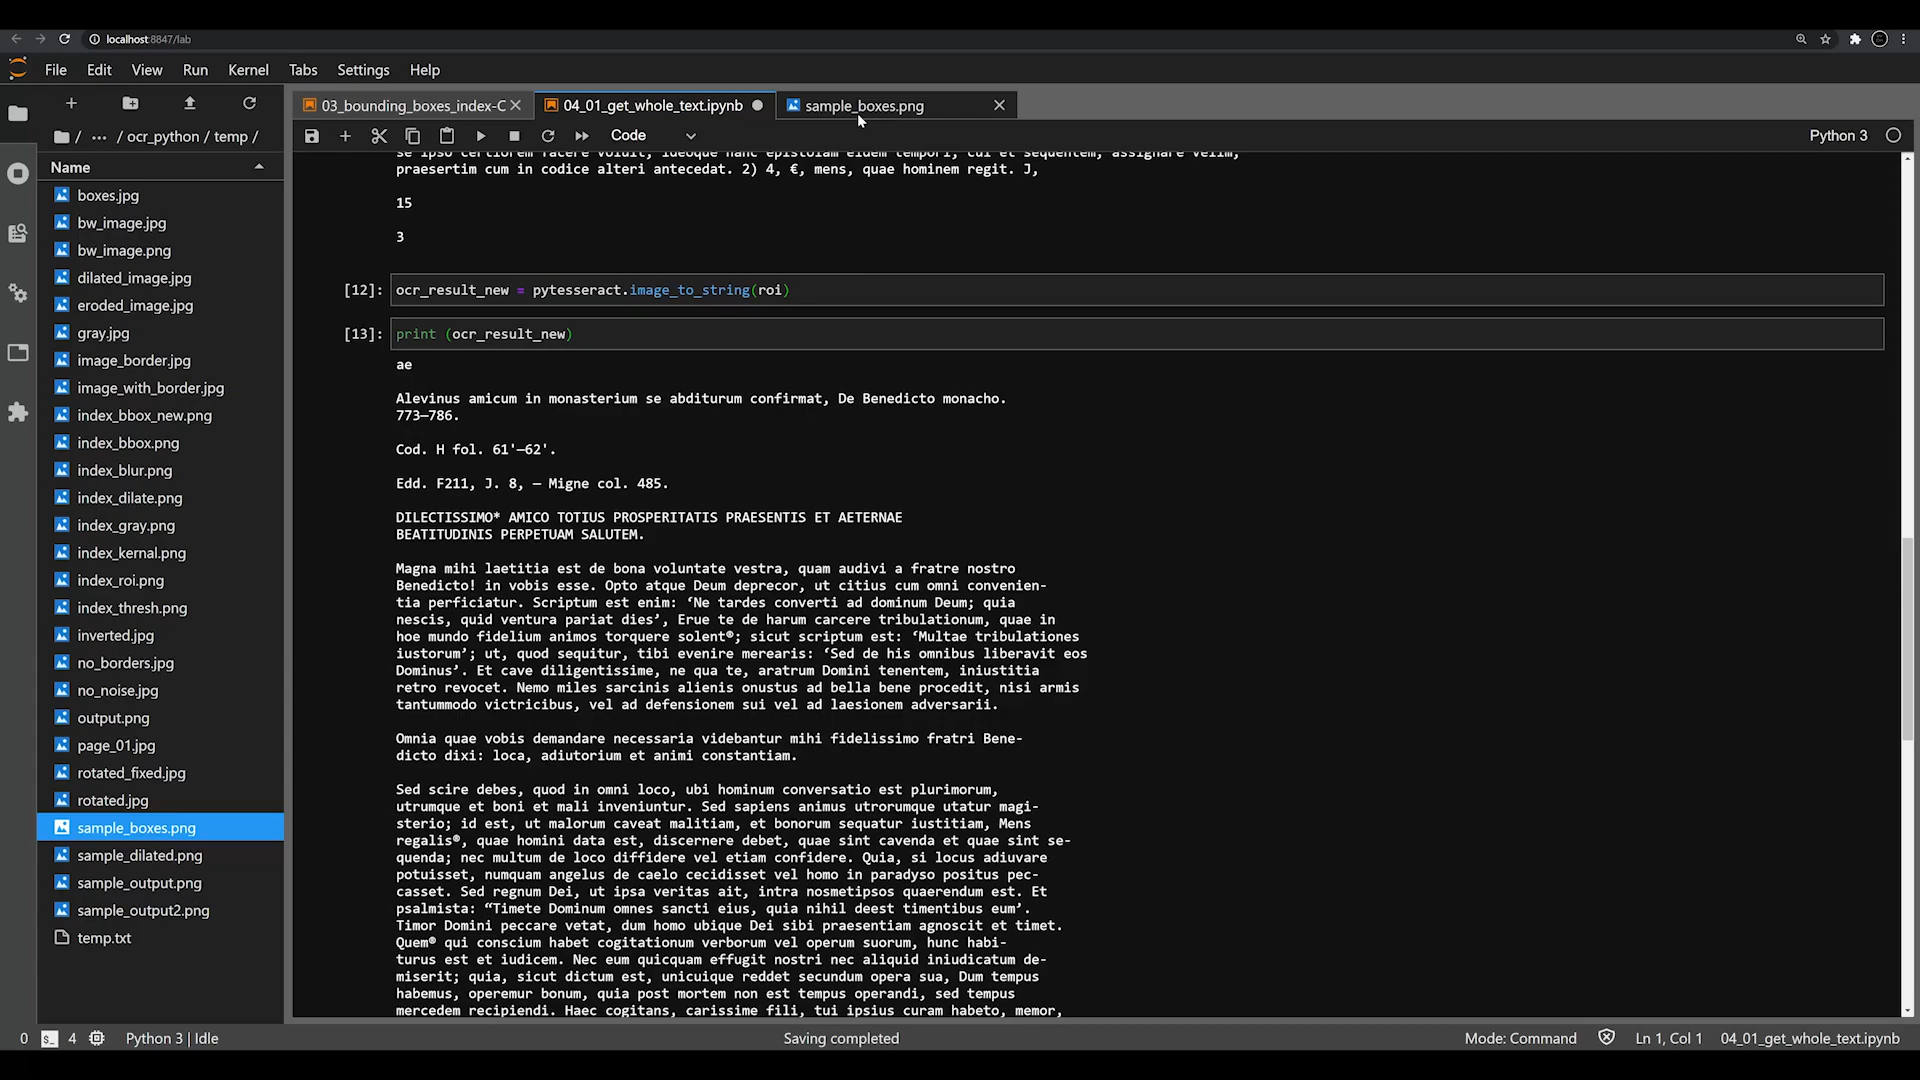 localhost:8847/lab
File Edit View Run Kernel Tabs Settings Help
03_bounding_boxes_index-C
04_01_get_whole_text.ipynb
sample_boxes.png
/ ··· / ocr_python / temp /
Code
Python 3
Name
boxes.jpg
bw_image.jpg
bw_image.png
dilated_image.jpg
eroded_image.jpg
gray.jpg
image_border.jpg
image_with_border.jpg
index_bbox_new.png
index_bbox.png
index_blur.png
index_dilate.png
index_gray.png
index_kernal.png
index_roi.png
index_thresh.png
inverted.jpg
no_borders.jpg
no_noise.jpg
output.png
page_01.jpg
rotated_fixed.jpg
rotated.jpg
sample_boxes.png
sample_dilated.png
sample_output.png
sample_output2.png
temp.txt
se ipso certiorem facere voluit, ideoque hanc epistolam eidem tempori, cui et sequentem, assignare velim,
praesertim cum in codice alteri antecedat. 2) 4, €, mens, quae hominem regit. J,
15
3
[12]: ocr_result_new = pytesseract.image_to_string(roi)
[13]: print (ocr_result_new)
ae
Alevinus amicum in monasterium se abditurum confirmat, De Benedicto monacho.
773—786.
Cod. H fol. 61'—62'.
Edd. F211, J. 8, — Migne col. 485.
DILECTISSIMO* AMICO TOTIUS PROSPERITATIS PRAESENTIS ET AETERNAE
BEATITUDINIS PERPETUAM SALUTEM.
Magna mihi laetitia est de bona voluntate vestra, quam audivi a fratre nostro
Benedicto! in vobis esse. Opto atque Deum deprecor, ut citius cum omni convenien-
tia perficiatur. Scriptum est enim: ‘Ne tardes converti ad dominum Deum; quia
nescis, quid ventura pariat dies’, Erue te de harum carcere tribulationum, quae in
hoe mundo fidelium animos torquere solent®; sicut scriptum est: ‘Multae tribulationes
iustorum’; ut, quod sequitur, tibi evenire merearis: ‘Sed de his omnibus liberavit eos
Dominus’. Et cave diligentissime, ne qua te, aratrum Domini tenentem, iniustitia
retro revocet. Nemo miles sarcinis alienis onustus ad bella bene procedit, nisi armis
tantummodo victricibus, vel ad defensionem sui vel ad laesionem adversarii.
Omnia quae vobis demandare necessaria videbantur mihi fidelissimo fratri Bene-
dicto dixi: loca, adiutorium et animi constantiam.
Sed scire debes, quod in omni loco, ubi hominum conversatio est plurimorum,
utrumque et boni et mali inveniuntur. Sed sapiens animus utrorumque utatur magi-
sterio; id est, ut malorum caveat malitiam, et bonorum sequatur iustitiam, Mens
regalis®, quae homini data est, discernere debet, quae sint cavenda et quae sint se-
quenda; nec multum de loco diffidere vel etiam confidere. Quia, si locus adiuvare
potuisset, numquam angelus de caelo cecidisset vel homo in paradyso positus pec-
casset. Sed regnum Dei, ut ipsa veritas ait, intra nosmetipsos quaerendum est. Et
psalmista: “Timete Dominum omnes sancti eius, quia nihil deest timentibus eum’.
Timor Domini peccare vetat, dum homo ubique Dei sibi praesentiam agnoscit et timet.
Quem® qui conscium habet cogitationum verborum vel operum suorum, hunc habi-
turus est et iudicem. Nec eum quicquam effugit nostri nec aliquid iniudicatum de-
miserit; quia, sicut dictum est, unicuique reddet secundum opera sua, Dum tempus
habemus, operemur bonum, quia post mortem non est tempus operandi, sed tempus
mercedem recipiendi. Haec cogitans, carissime fili, tui ipsius curam habeto, memor,
0 4 Python 3 | Idle
Saving completed
Mode: Command
Ln 1, Col 1
04_01_get_whole_text.ipynb